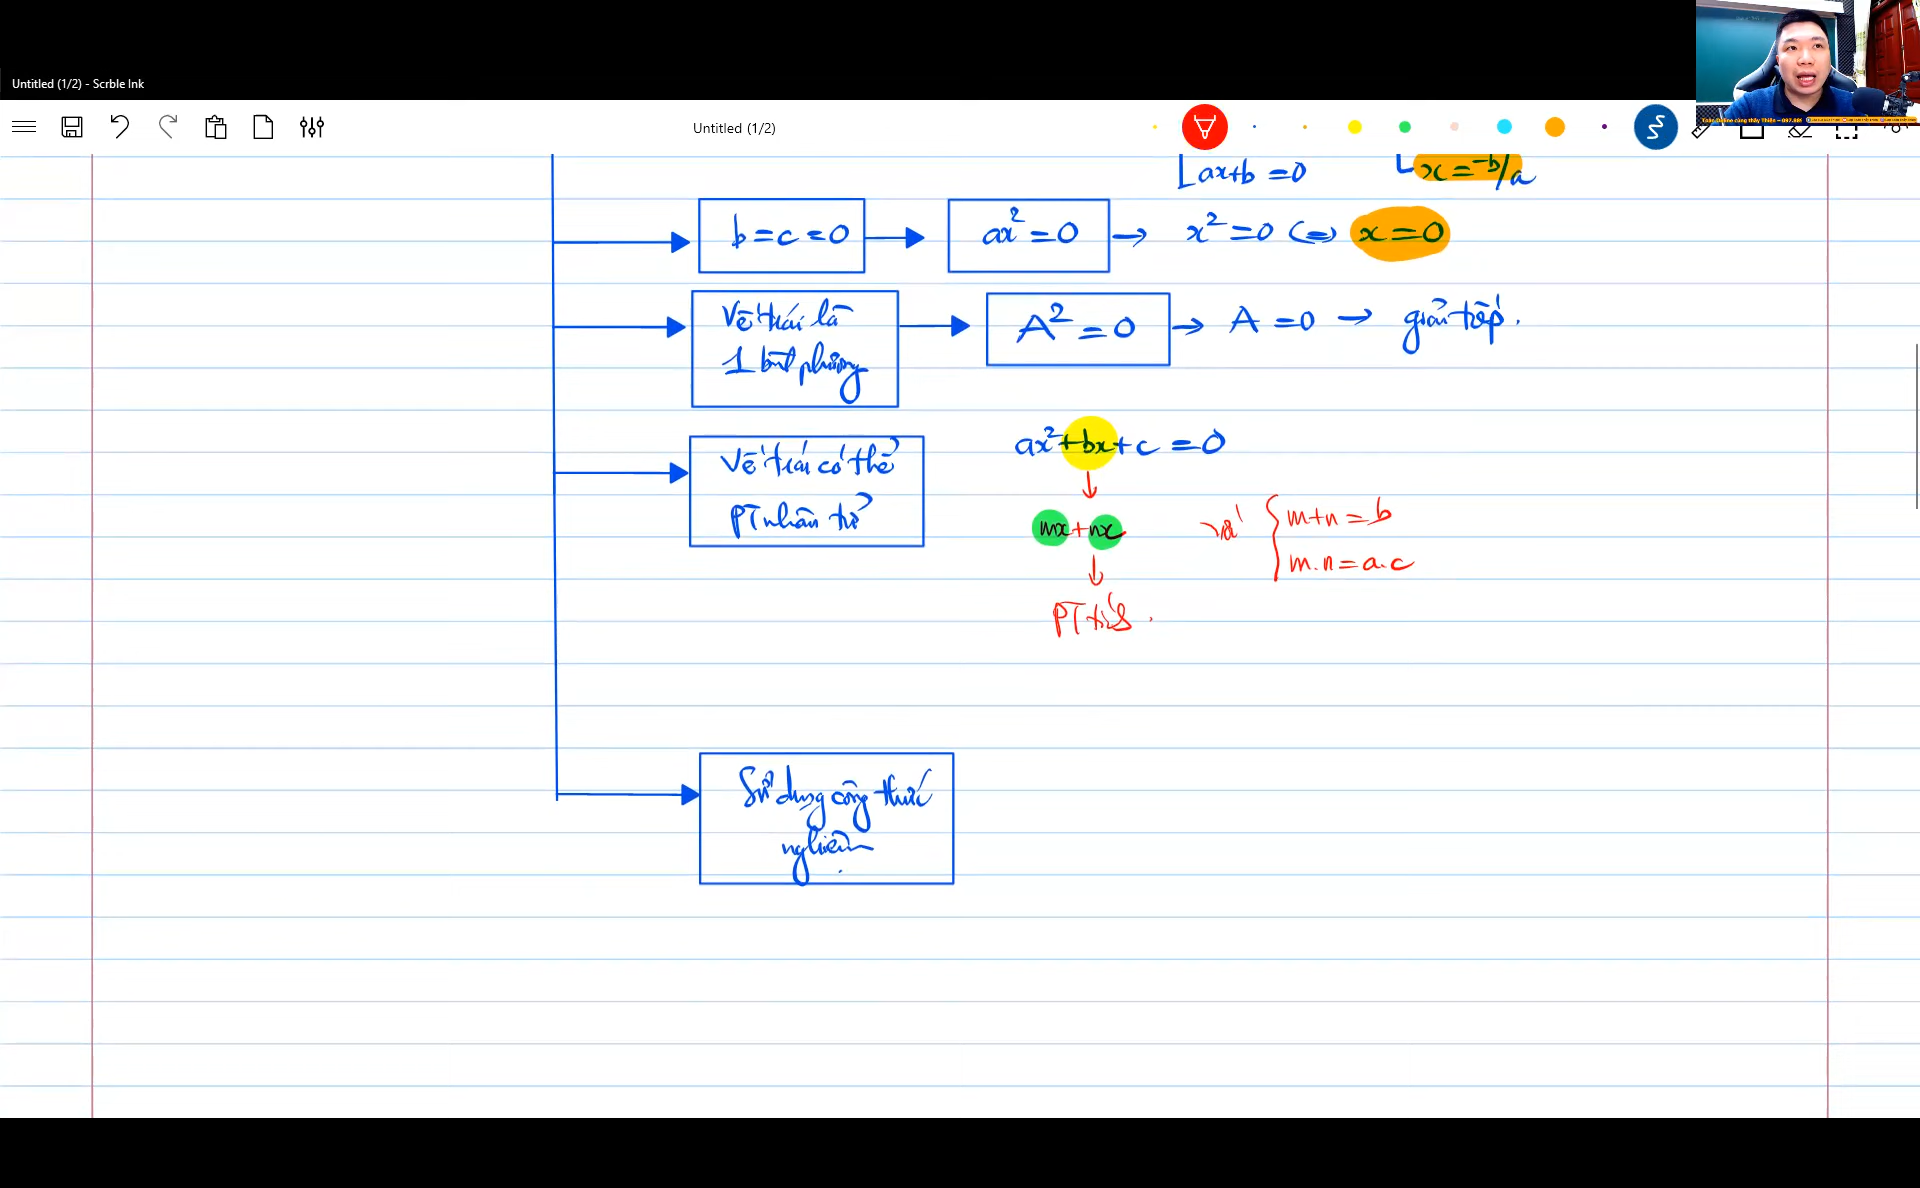 Untitled (1/2) - Scrble Ink
Untitled (1/2)
ax+b=0
x=-b/a
b=c=0
ax²=0 → x²=0 ⇔ x=0
Vế trái là
1 bình phương
A²=0 → A=0 → giải tiếp.
Vế trái có thể
PT nhân tử
ax²+bx+c=0
mx+nx
và
m+n=b
m.n=a.c
PT tích.
Sử dụng công thức
nghiệm